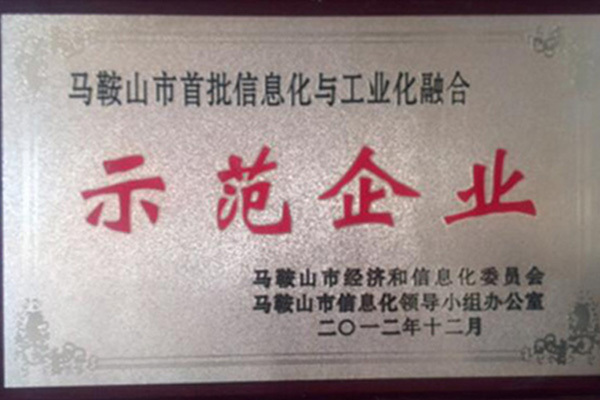 马鞍山市首批信息化与工业化融合
示范企业
马鞍山市经济和信息化委员会
马鞍山市信息化领导小组办公室
二〇一二年十二月